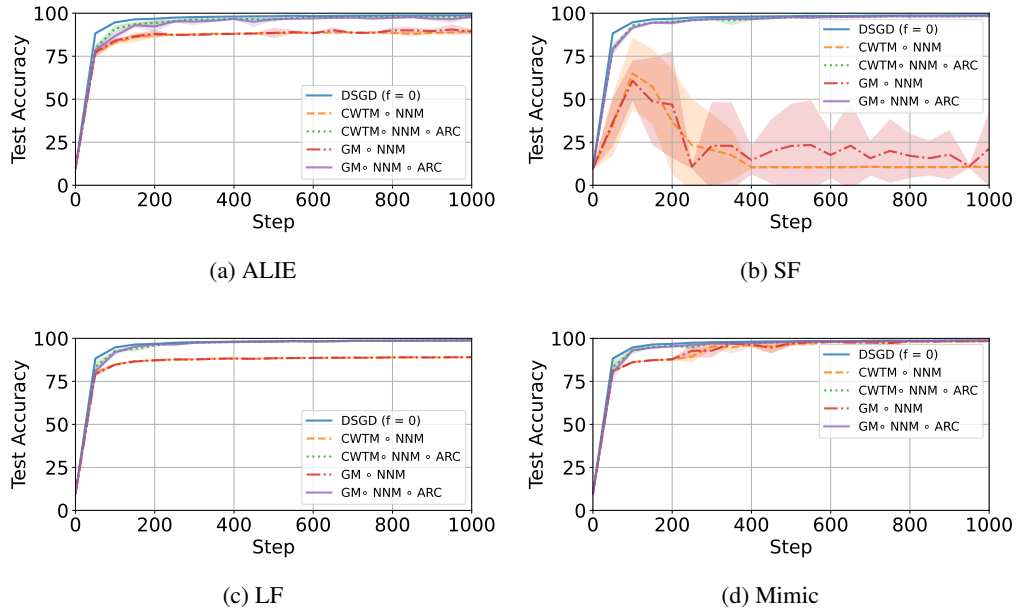 Test Accuracy
100
75
50
25
0
DSGD (f = 0)
CWTM ∘ NNM
CWTM∘ NNM ∘ ARC
GM ∘ NNM
GM∘ NNM ∘ ARC
0 200 400 600 800 1000
Step
(a) ALIE
Test Accuracy
100
75
50
25
0
DSGD (f = 0)
CWTM ∘ NNM
CWTM∘ NNM ∘ ARC
GM ∘ NNM
GM∘ NNM ∘ ARC
0 200 400 600 800 1000
Step
(b) SF
Test Accuracy
100
75
50
25
0
DSGD (f = 0)
CWTM ∘ NNM
CWTM∘ NNM ∘ ARC
GM ∘ NNM
GM∘ NNM ∘ ARC
0 200 400 600 800 1000
Step
(c) LF
Test Accuracy
100
75
50
25
0
DSGD (f = 0)
CWTM ∘ NNM
CWTM∘ NNM ∘ ARC
GM ∘ NNM
GM∘ NNM ∘ ARC
0 200 400 600 800 1000
Step
(d) Mimic